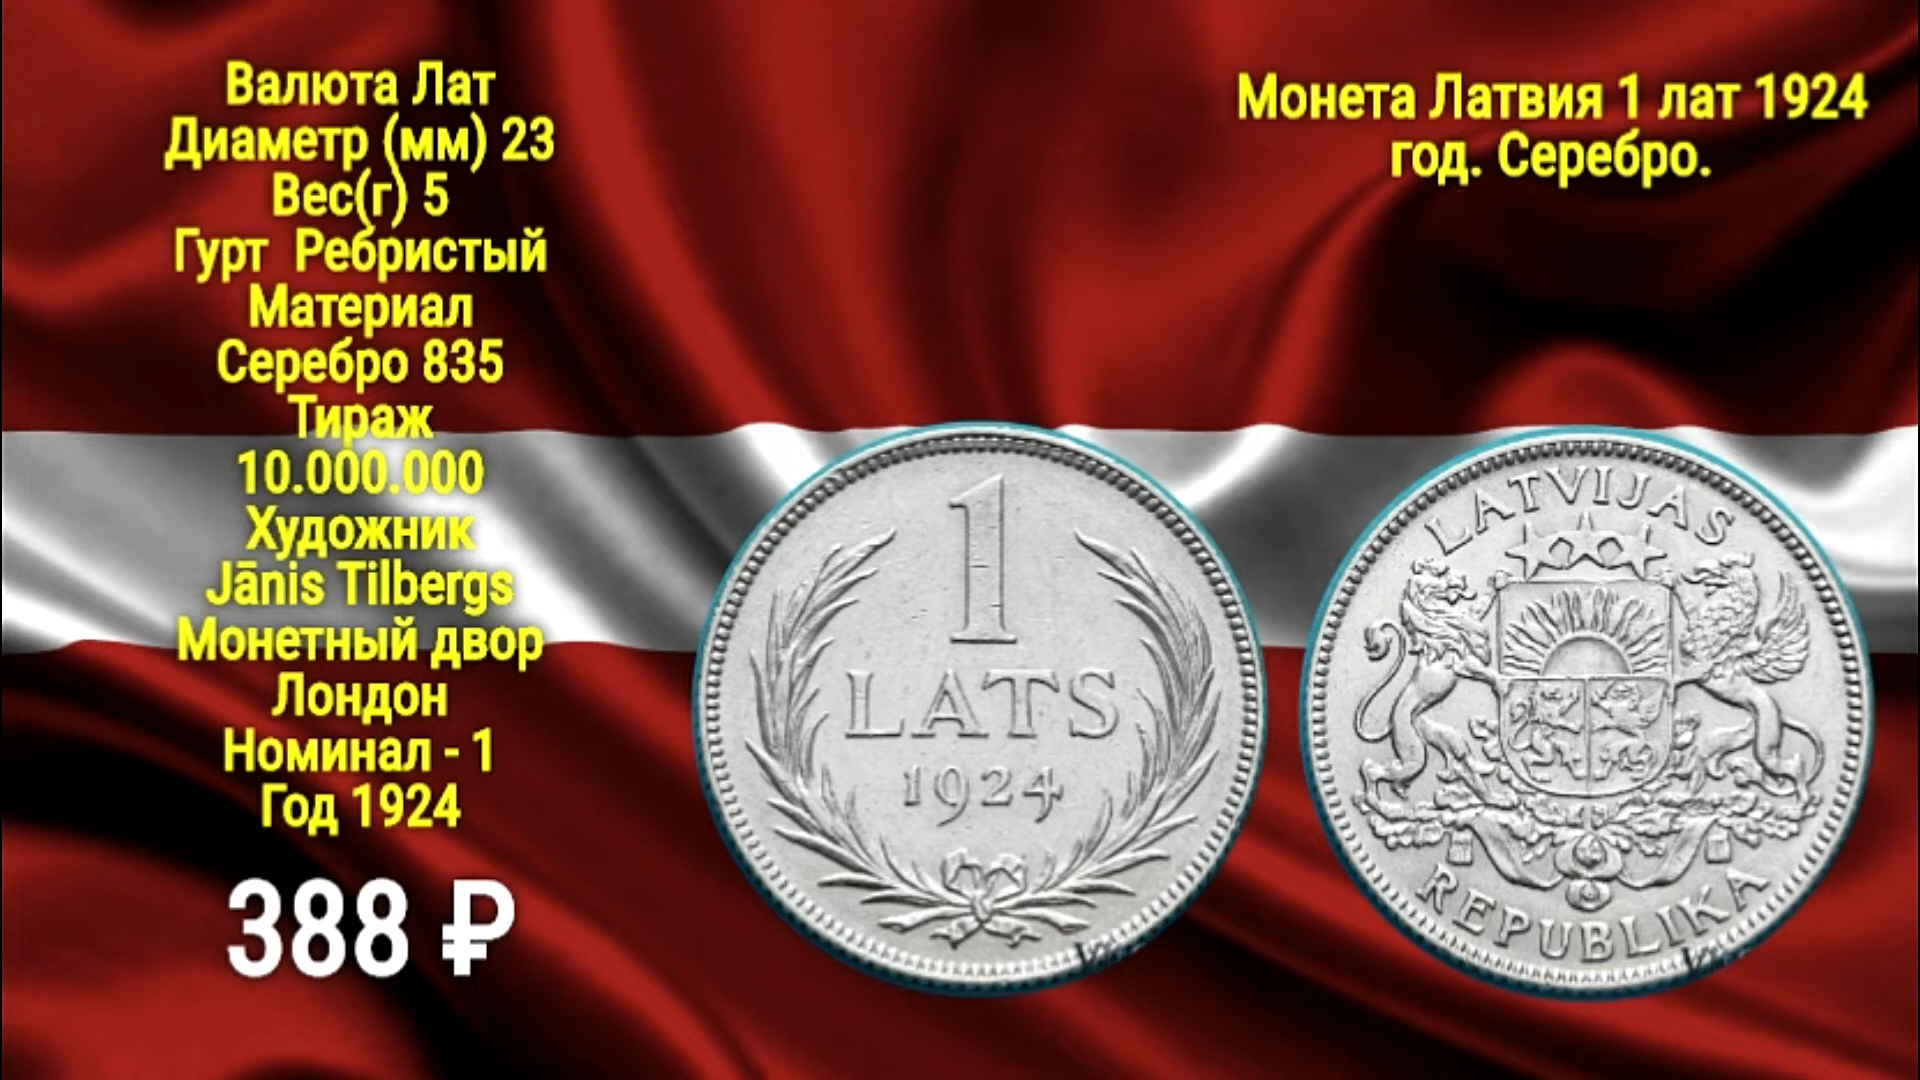 Валюта Лат
Диаметр (мм) 23
Вес(г) 5
Гурт Ребристый
Материал
Серебро 835
Тираж
10.000.000
Художник
Jānis Tilbergs
Монетный двор
Лондон
Номинал - 1
Год 1924
388 ₽
Монета Латвия 1 лат 1924
год. Серебро.
1
LATS
1924
LATVIJAS
REPUBLIKA